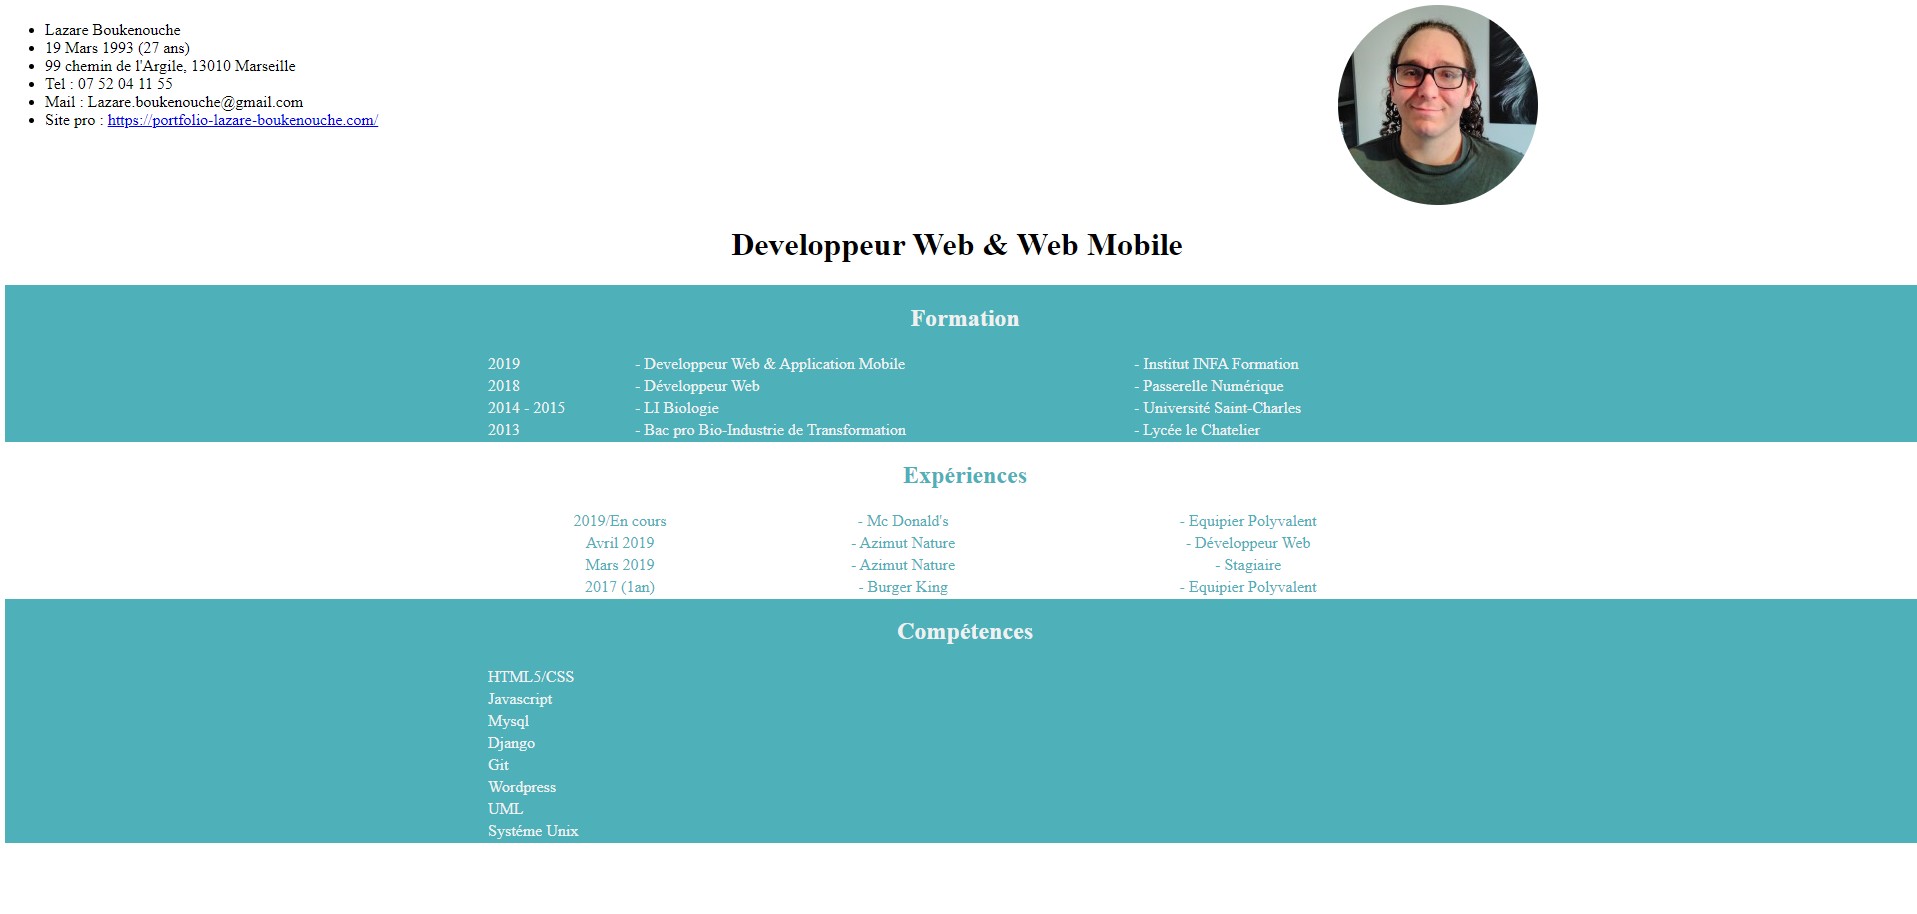 Lazare Boukenouche
19 Mars 1993 (27 ans)
99 chemin de l'Argile, 13010 Marseille
Tel : 07 52 04 11 55
Mail : Lazare.boukenouche@gmail.com
Site pro : https://portfolio-lazare-boukenouche.com/
Developpeur Web & Web Mobile
Formation
2019 - Developpeur Web & Application Mobile - Institut INFA Formation
2018 - Développeur Web - Passerelle Numérique
2014 - 2015 - LI Biologie - Université Saint-Charles
2013 - Bac pro Bio-Industrie de Transformation - Lycée le Chatelier
Expériences
2019/En cours - Mc Donald's - Equipier Polyvalent
Avril 2019 - Azimut Nature - Développeur Web
Mars 2019 - Azimut Nature - Stagiaire
2017 (1an) - Burger King - Equipier Polyvalent
Compétences
HTML5/CSS
Javascript
Mysql
Django
Git
Wordpress
UML
Systéme Unix